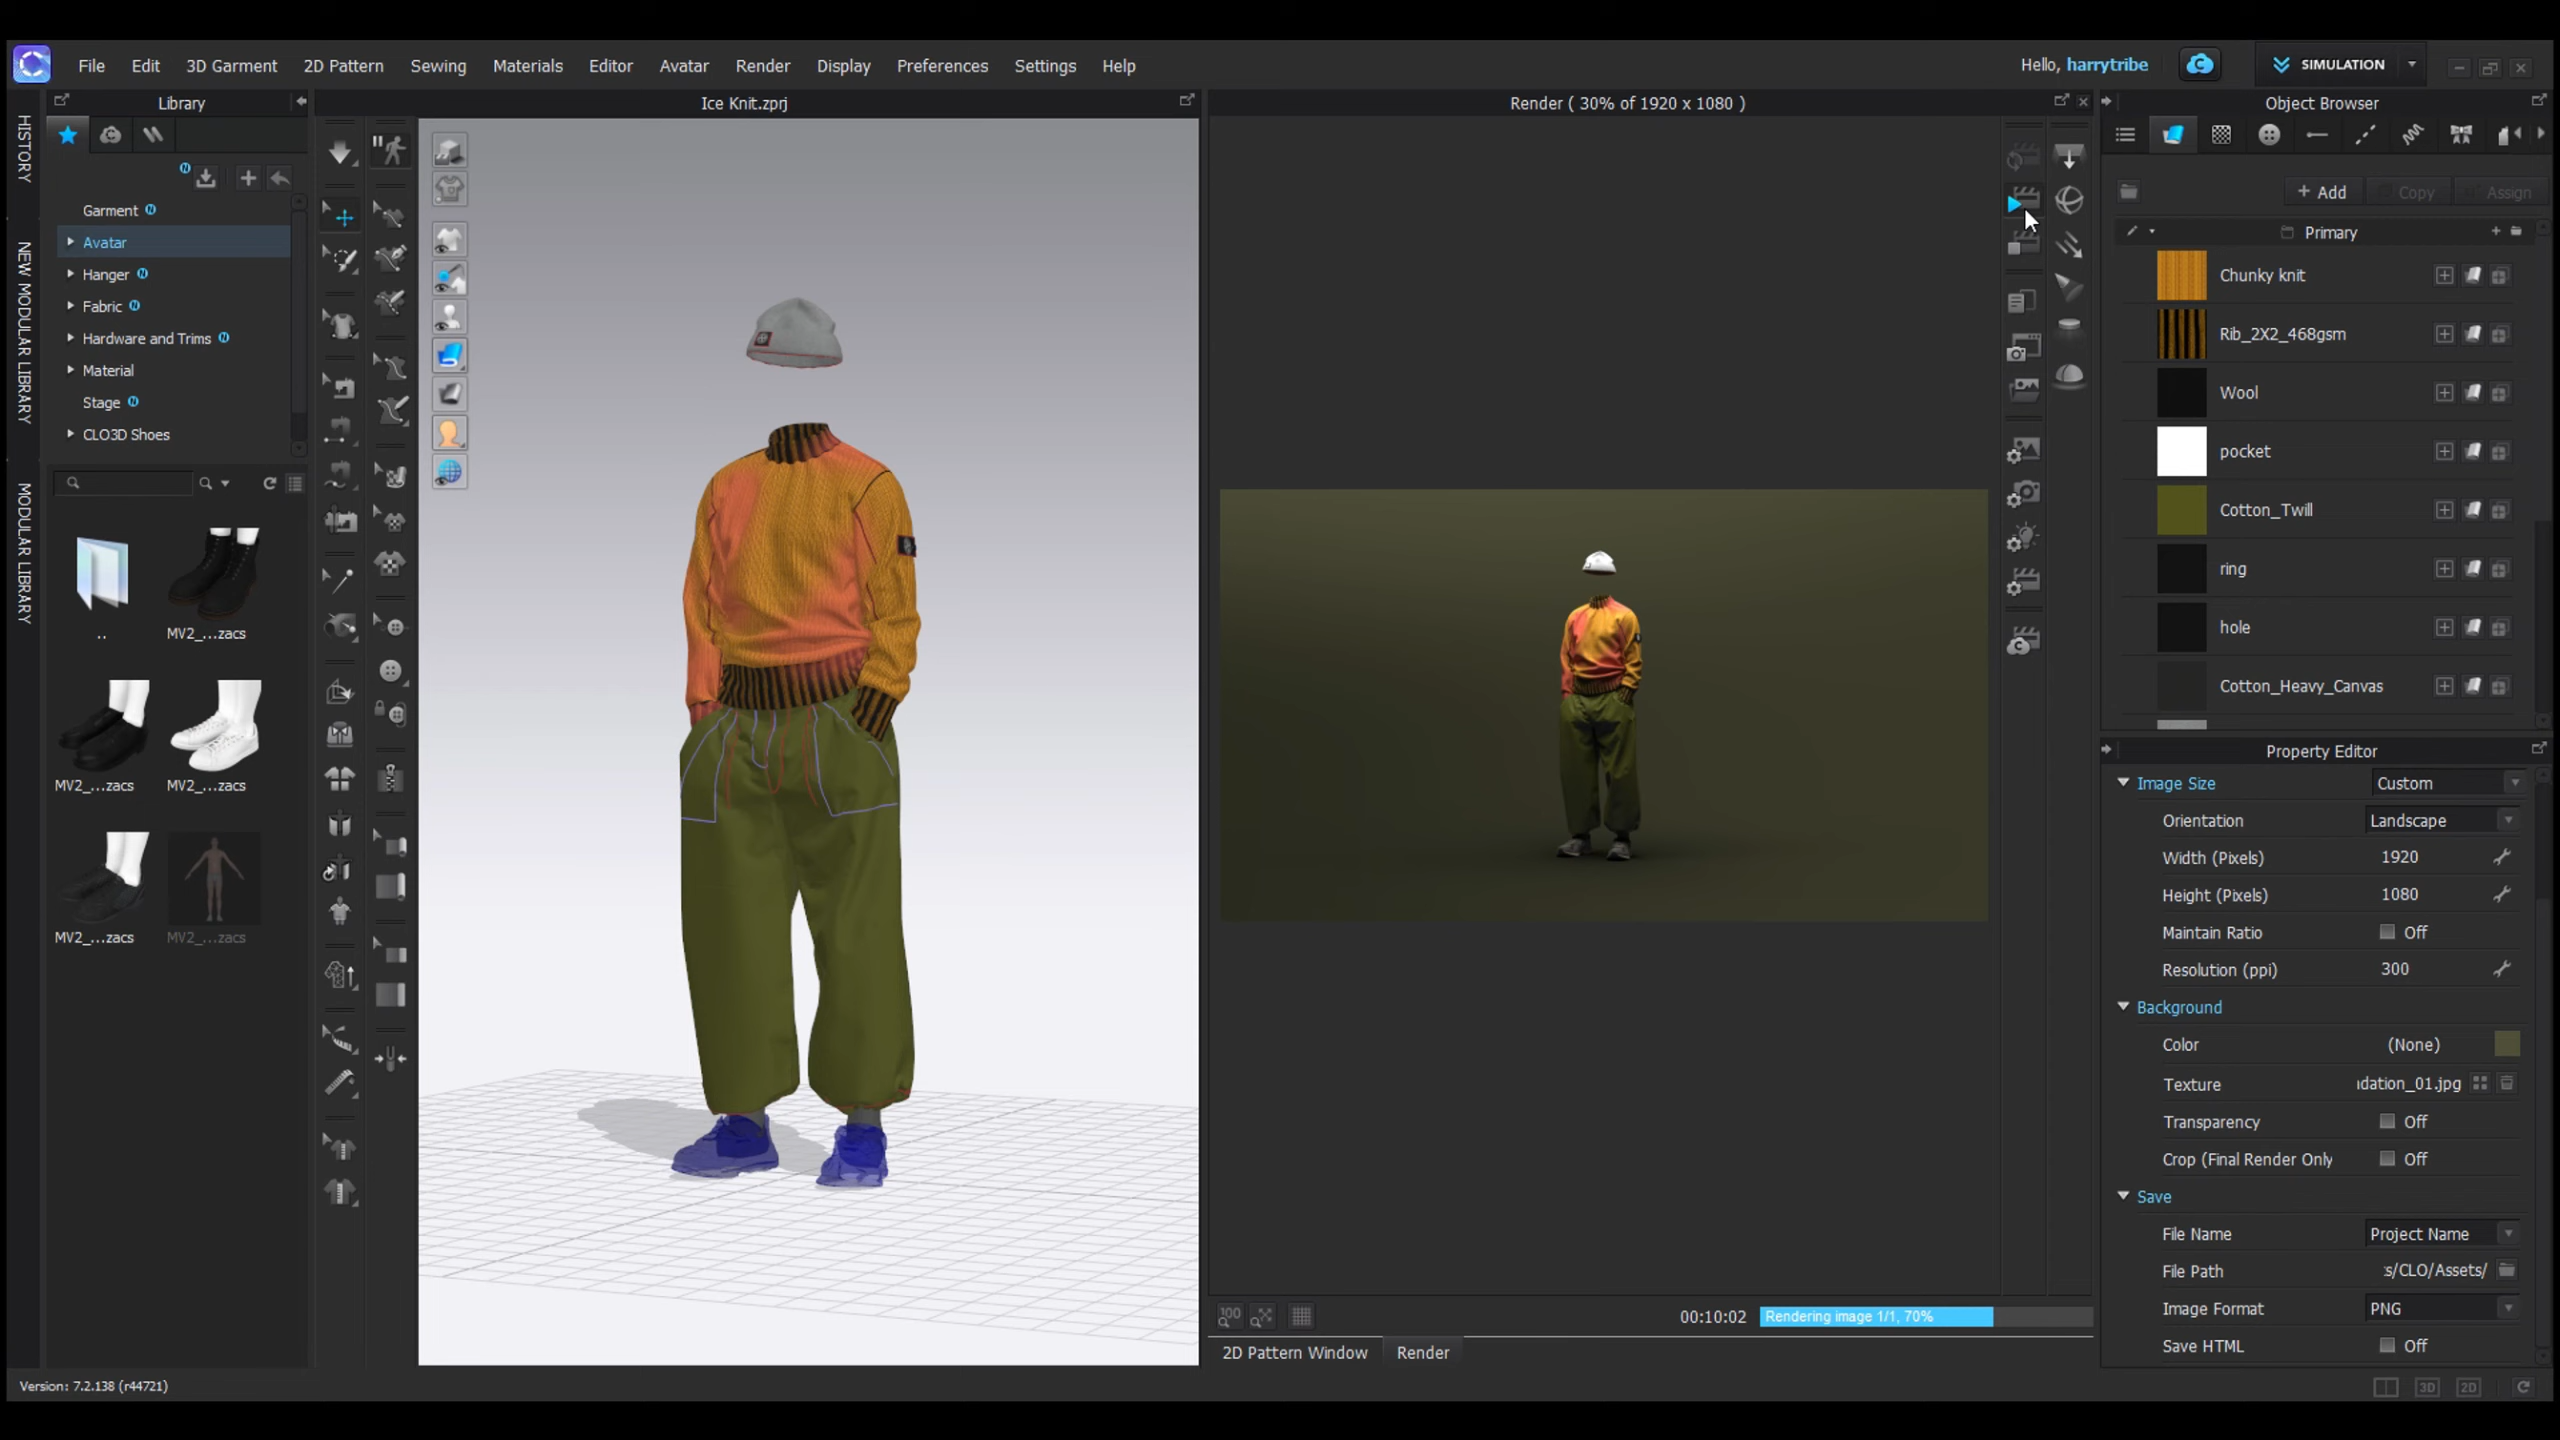 File Edit 3D Garment 2D Pattern Sewing Materials Editor Avatar Render Display Preferences Settings Help
Hello, harrytribe
SIMULATION
HISTORY
NEW MODULAR LIBRARY
MODULAR LIBRARY
Library
Garment N
Avatar
Hanger N
Fabric N
Hardware and Trims N
Material
Stage N
CLO3D Shoes
..
MV2_...zacs
MV2_...zacs
MV2_...zacs
MV2_...zacs
MV2_...zacs
Ice Knit.zprj
Render ( 30% of 1920 x 1080 )
100
00:10:02
Rendering image 1/1, 70%
2D Pattern Window
Render
Object Browser
+ Add
Copy
Assign
Primary
Chunky knit
Rib_2X2_468gsm
Wool
pocket
Cotton_Twill
ring
hole
Cotton_Heavy_Canvas
Property Editor
Image Size Custom
Orientation Landscape
Width (Pixels) 1920
Height (Pixels) 1080
Maintain Ratio Off
Resolution (ppi) 300
Background
Color (None)
Texture idation_01.jpg
Transparency Off
Crop (Final Render Only Off
Save
File Name Project Name
File Path s/CLO/Assets/
Image Format PNG
Save HTML Off
Version: 7.2.138 (r44721)
3D
2D